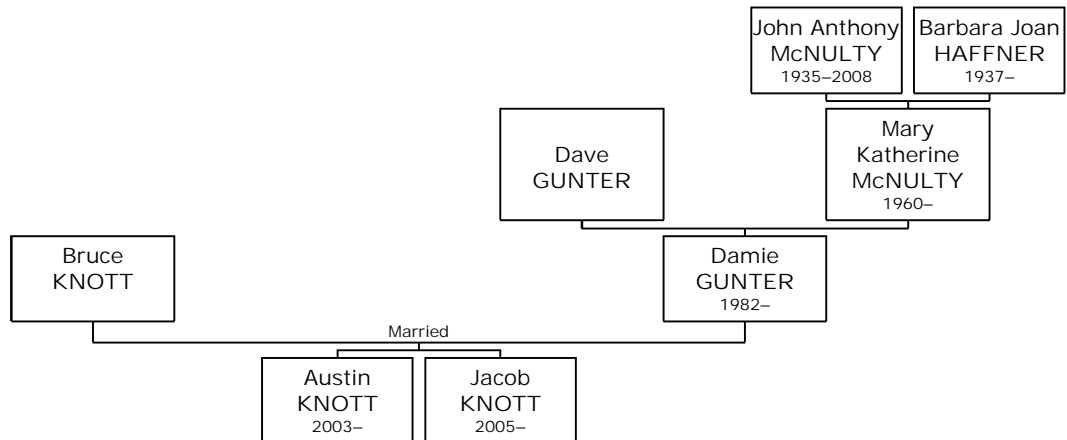 John Anthony
McNULTY
1935–2008
Barbara Joan
HAFFNER
1937–
Dave
GUNTER
Mary
Katherine
McNULTY
1960–
Bruce
KNOTT
Damie
GUNTER
1982–
Married
Austin
KNOTT
2003–
Jacob
KNOTT
2005–